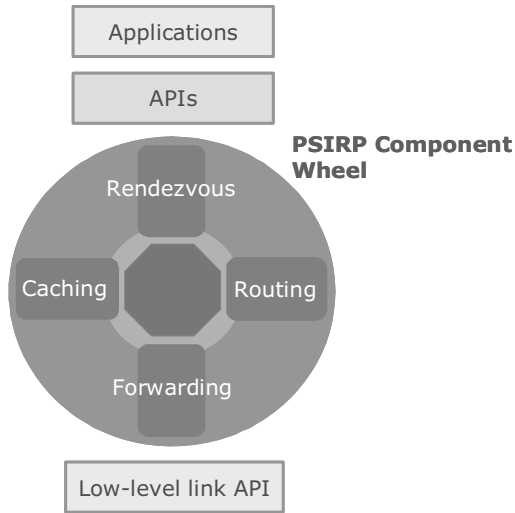 Applications
APIs
PSIRP Component
Wheel
Rendezvous
Caching
Routing
Forwarding
Low-level link API